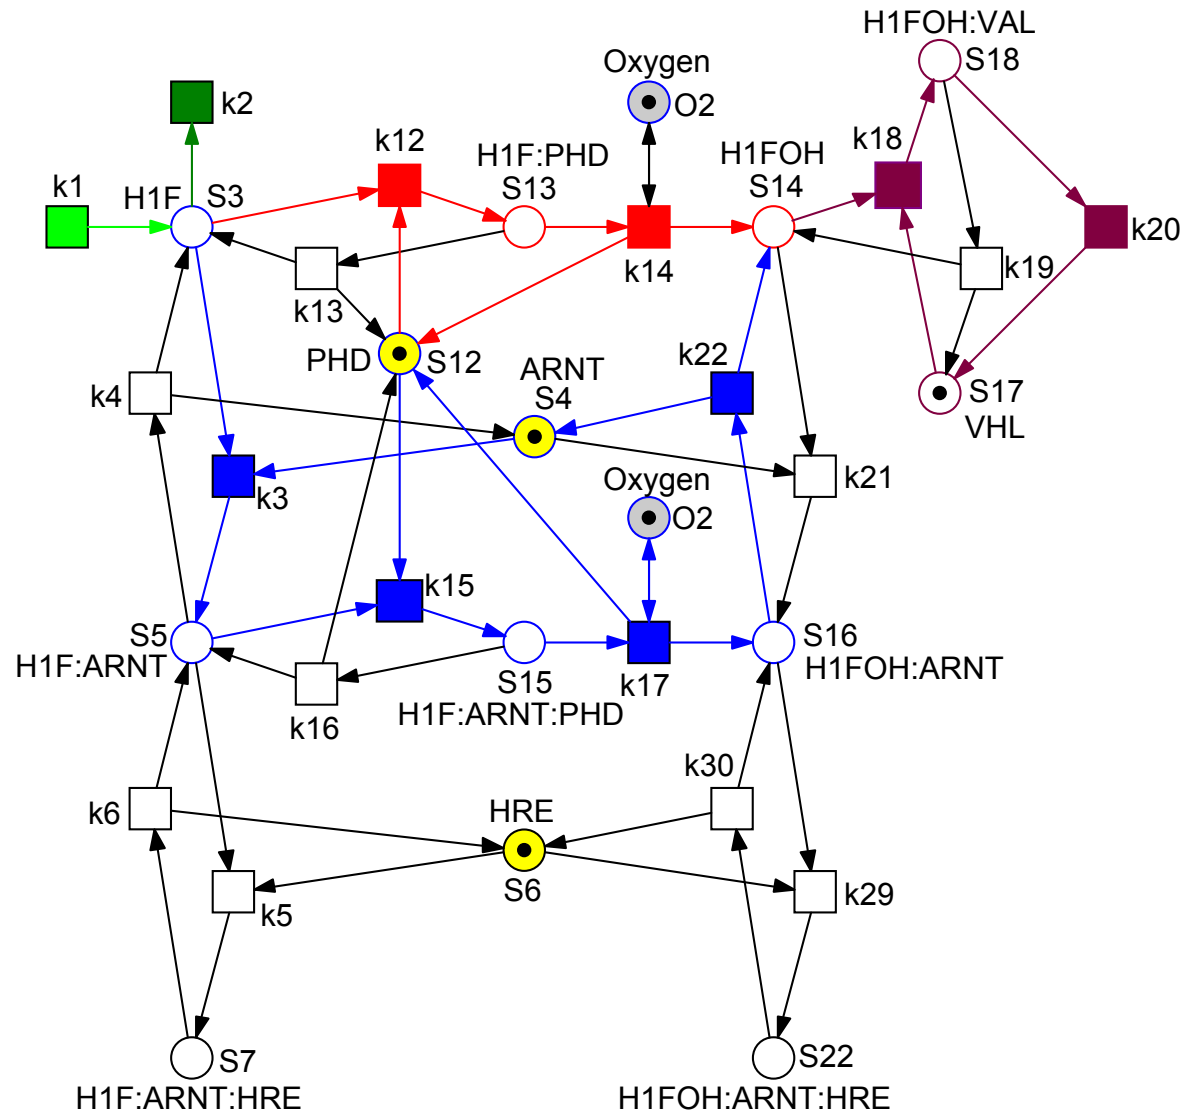 H1FOH:VAL
S18
Oxygen
O2
k2
k12
k18
H1F:PHD
S13
H1FOH
S14
k1
H1F
S3
k20
k14
k19
k13
PHD
S12
k22
ARNT
S4
S17
VHL
k4
k3
Oxygen
O2
k21
k15
S5
H1F:ARNT
S16
H1FOH:ARNT
S15
H1F:ARNT:PHD
k17
k16
k30
k6
HRE
S6
k5
k29
S7
H1F:ARNT:HRE
S22
H1FOH:ARNT:HRE